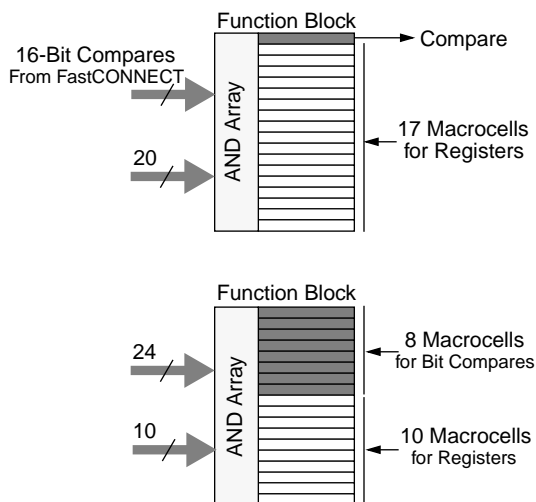 Function Block
Compare
16-Bit Compares
From FastCONNECT
AND Array
17 Macrocells
for Registers
20
Function Block
24
AND Array
8 Macrocells
for Bit Compares
10
10 Macrocells
for Registers